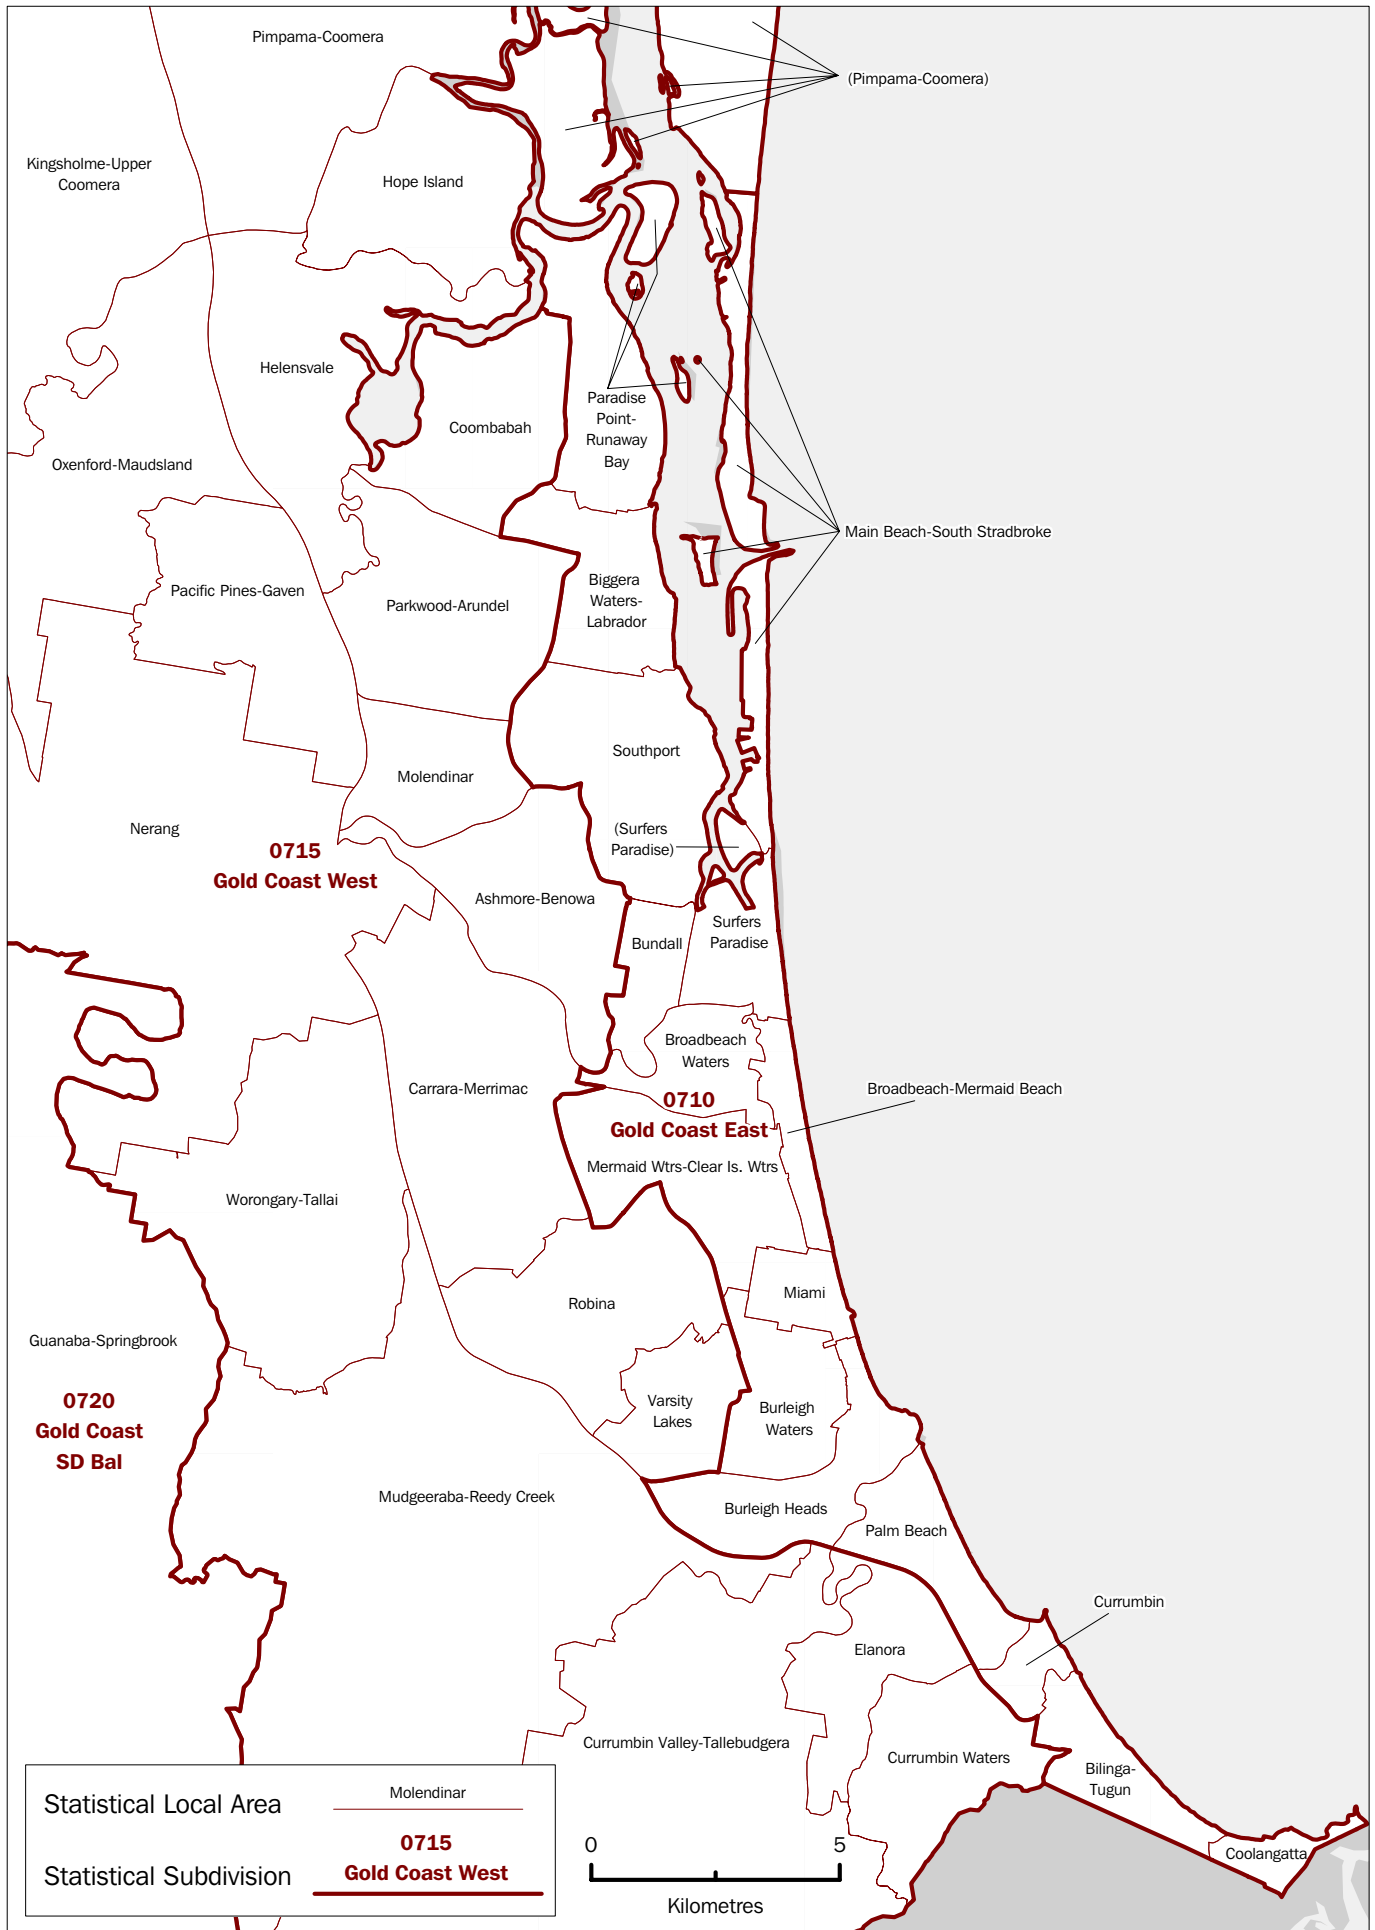 Pimpama-Coomera
(Pimpama-Coomera)
Kingsholme-Upper
Coomera
Hope Island
Helensvale
Paradise
Point-
Runaway
Bay
Coombabah
Oxenford-Maudsland
Main Beach-South Stradbroke
Pacific Pines-Gaven
Parkwood-Arundel
Biggera
Waters-
Labrador
Southport
Molendinar
Nerang
(Surfers
Paradise)
0715
Gold Coast West
Ashmore-Benowa
Bundall
Surfers
Paradise
Broadbeach
Waters
Carrara-Merrimac
Broadbeach-Mermaid Beach
0710
Gold Coast East
Mermaid Wtrs-Clear Is. Wtrs
Worongary-Tallai
Miami
Robina
Guanaba-Springbrook
0720
Gold Coast
SD Bal
Varsity
Lakes
Burleigh
Waters
Mudgeeraba-Reedy Creek
Burleigh Heads
Palm Beach
Currumbin
Elanora
Currumbin Valley-Tallebudgera
Currumbin Waters
Bilinga-
Tugun
Coolangatta
Statistical Local Area
Molendinar
Statistical Subdivision
0715
Gold Coast West
0 5
Kilometres